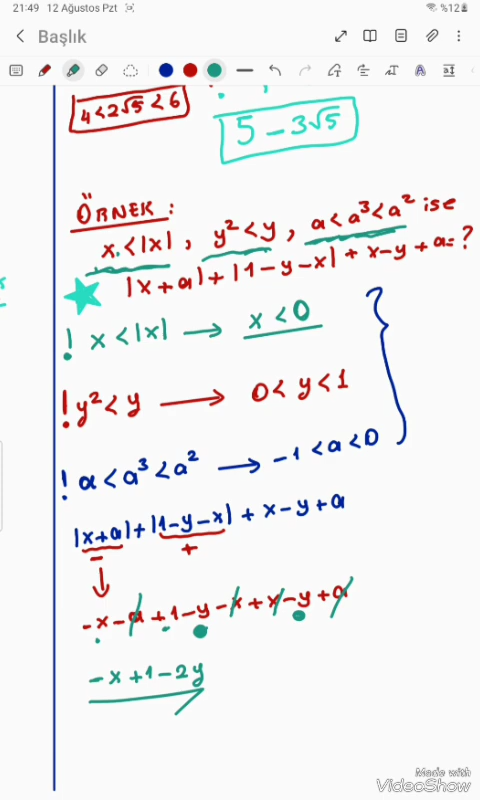 21:49 12 Ağustos Pzt %12
Başlık
4<2√5<6
5-3√5
ÖRNEK:
x<|x|, y²<y, a<a³<a² ise
|x+a|+|1-y-x|+x-y+a=?
! x<|x| → x<0
! y²<y → 0<y<1
! a<a³<a² → -1<a<0
|x+a|+|1-y-x|+x-y+a
- +
-x-a+1-y-x+x-y+a
-x+1-2y
Made with
VideoShow